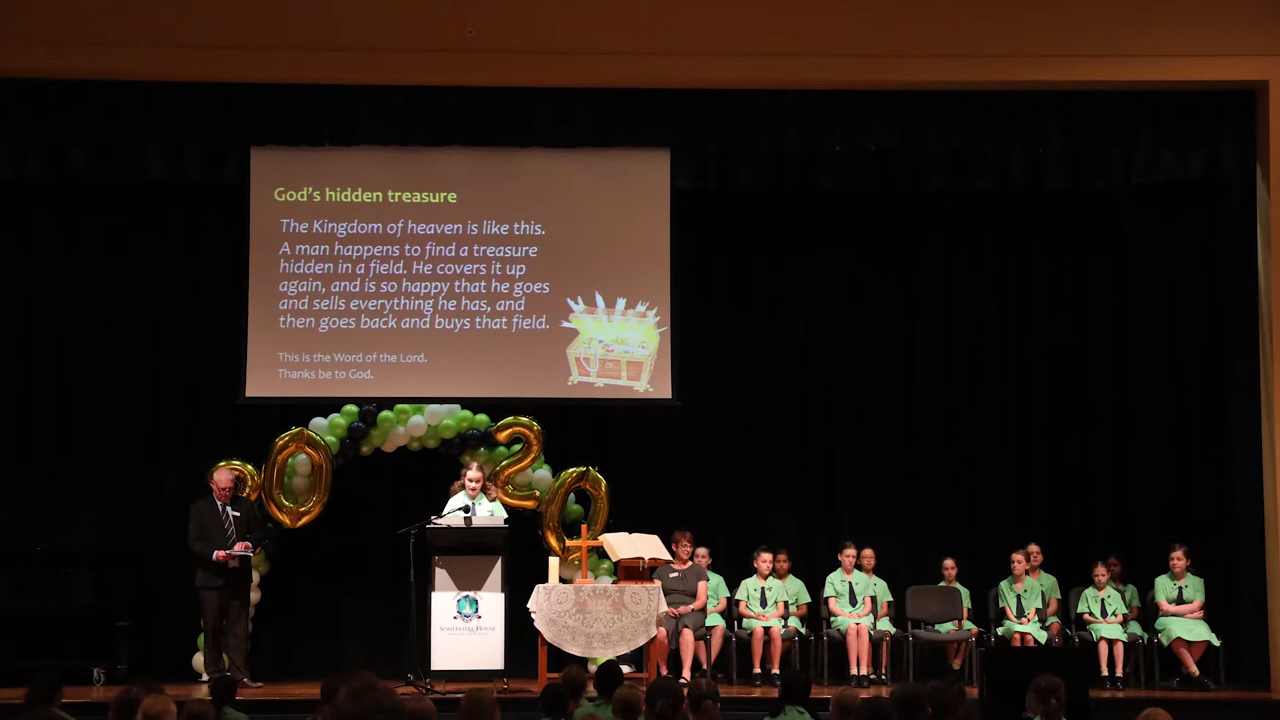 God's hidden treasure
The Kingdom of heaven is like this.
A man happens to find a treasure
hidden in a field. He covers it up
again, and is so happy that he goes
and sells everything he has, and
then goes back and buys that field.
This is the Word of the Lord.
Thanks be to God.
2020
Somerville House